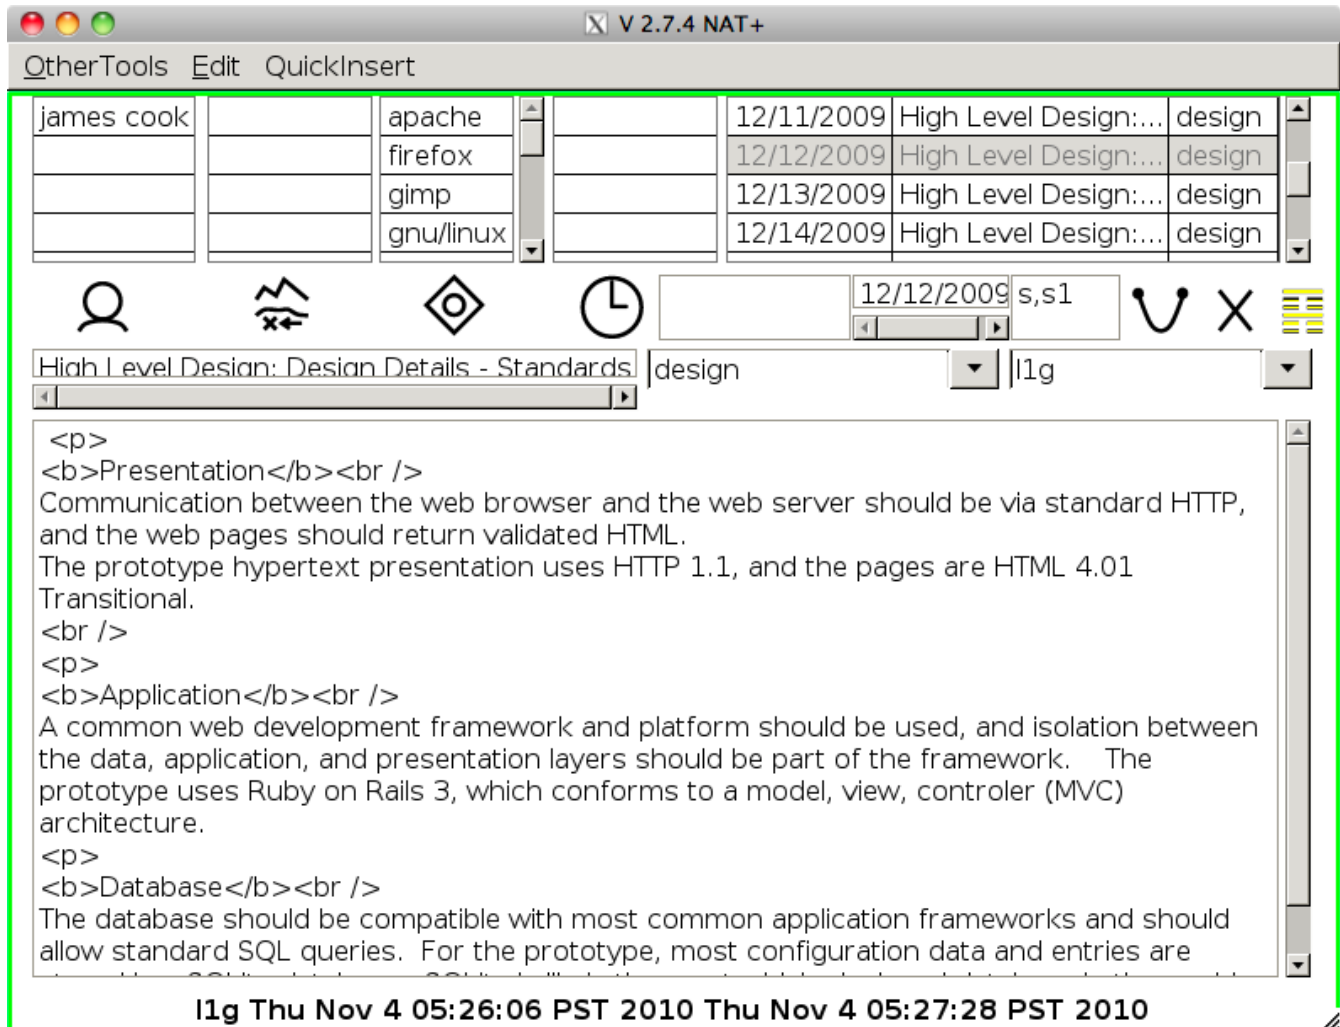 V 2.7.4 NAT+
OtherTools Edit QuickInsert
james cook apache 12/11/2009 High Level Design:... design
firefox 12/12/2009 High Level Design:... design
gimp 12/13/2009 High Level Design:... design
gnu/linux 12/14/2009 High Level Design:... design
12/12/2009 s,s1
High Level Design: Design Details - Standards design l1g
<p>
<b>Presentation</b><br />
Communication between the web browser and the web server should be via standard HTTP,
and the web pages should return validated HTML.
The prototype hypertext presentation uses HTTP 1.1, and the pages are HTML 4.01
Transitional.
<br />
<p>
<b>Application</b><br />
A common web development framework and platform should be used, and isolation between
the data, application, and presentation layers should be part of the framework. The
prototype uses Ruby on Rails 3, which conforms to a model, view, controler (MVC)
architecture.
<p>
<b>Database</b><br />
The database should be compatible with most common application frameworks and should
allow standard SQL queries. For the prototype, most configuration data and entries are
l1g Thu Nov 4 05:26:06 PST 2010 Thu Nov 4 05:27:28 PST 2010